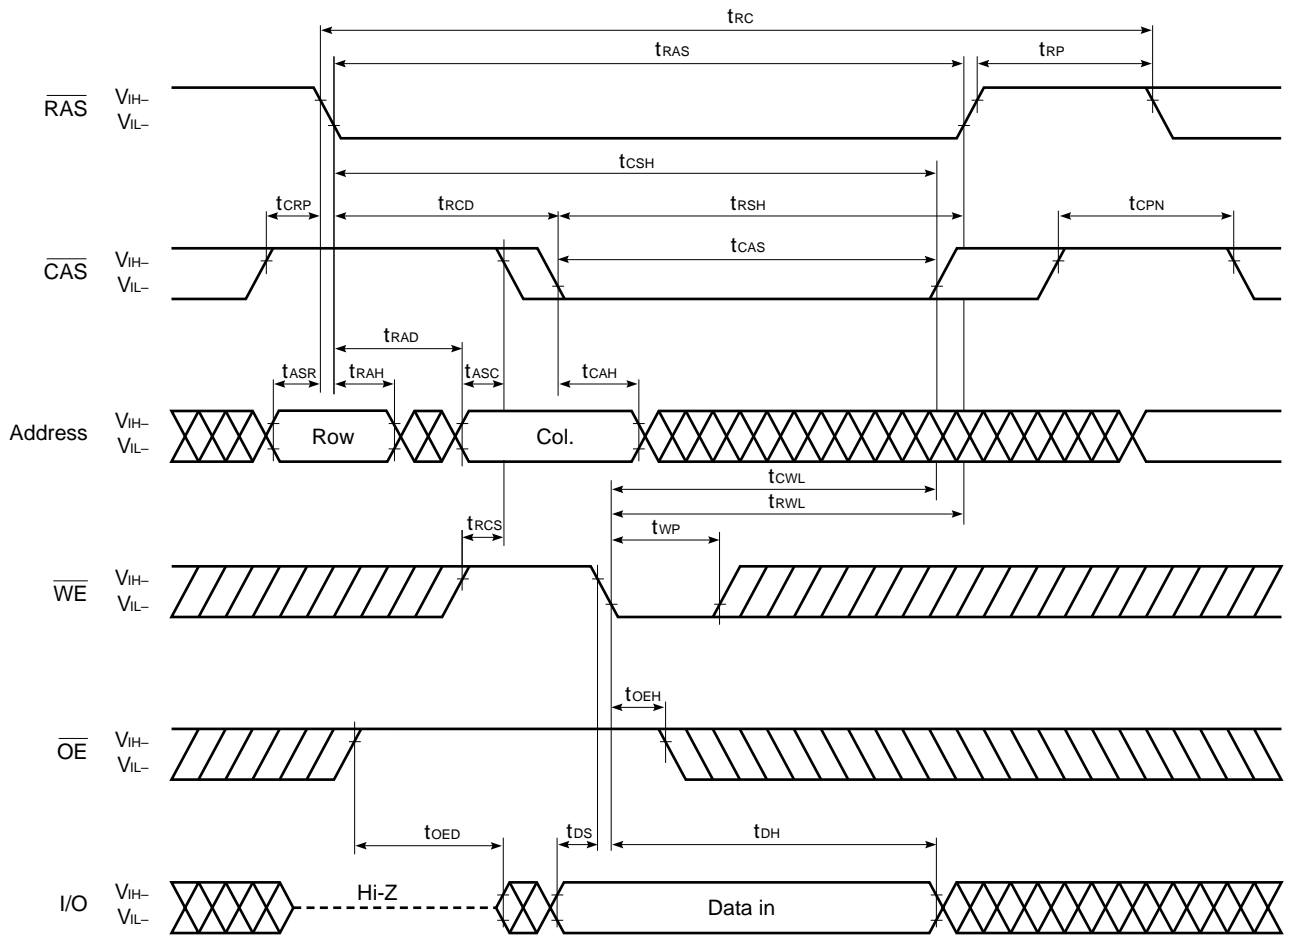 tRC
tRAS
tRP
RAS
VIH–
VIL–
tCSH
tCRP
tRCD
tRSH
tCPN
tCAS
CAS
VIH–
VIL–
tRAD
tASR
tRAH
tASC
tCAH
Address
VIH–
VIL–
Row
Col.
tCWL
tRWL
tRCS
tWP
WE
VIH–
VIL–
tOEH
OE
VIH–
VIL–
tOED
tDS
tDH
I/O
VIH–
VIL–
Hi-Z
Data in